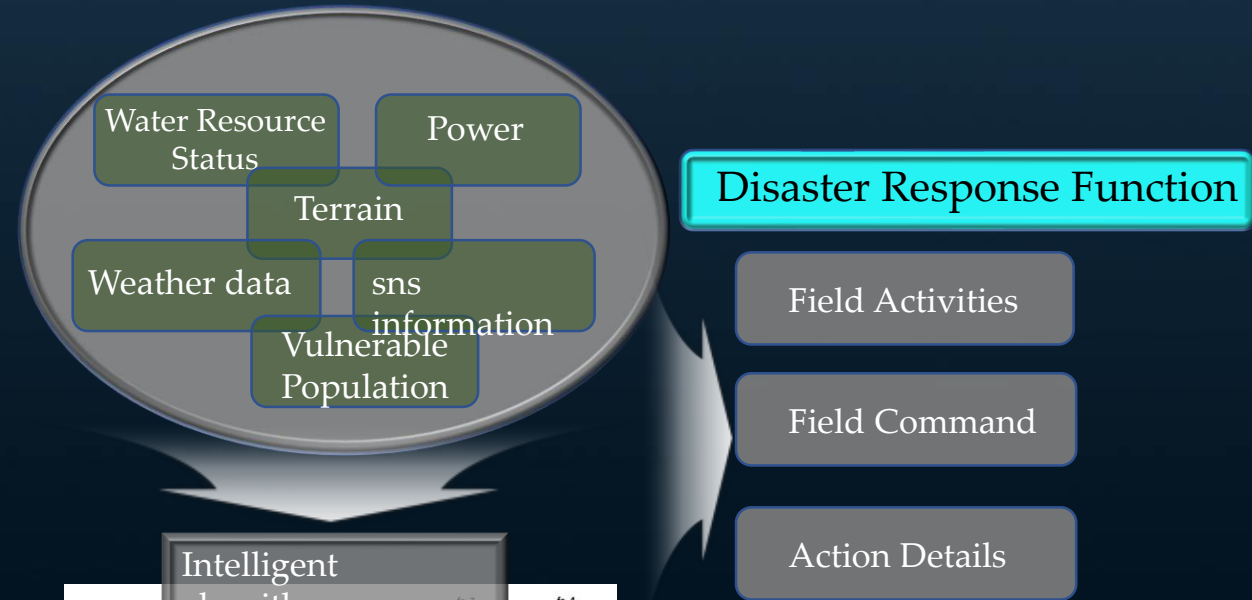 Water Resource
Status
Power
Terrain
Weather data
sns
information
Vulnerable
Population
Intelligent
Disaster Response Function
Field Activities
Field Command
Action Details